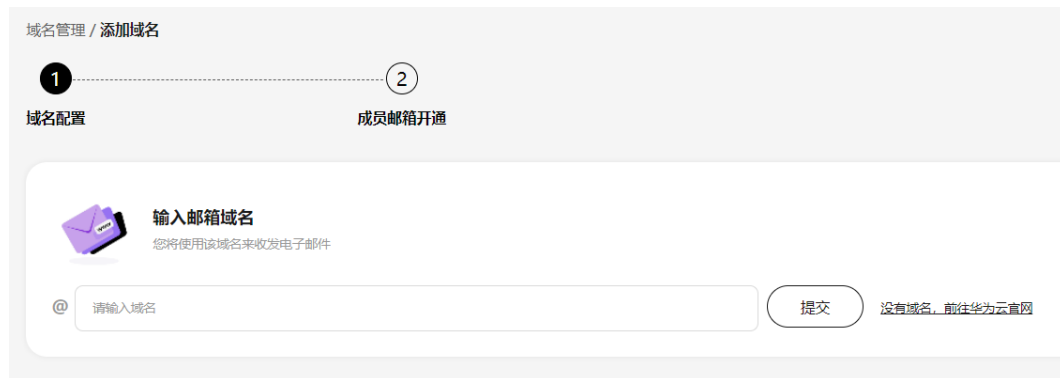 域名管理 / 添加域名
1
2
域名配置
成员邮箱开通
输入邮箱域名
您将使用该域名来收发电子邮件
@
请输入域名
提交
没有域名，前往华为云官网